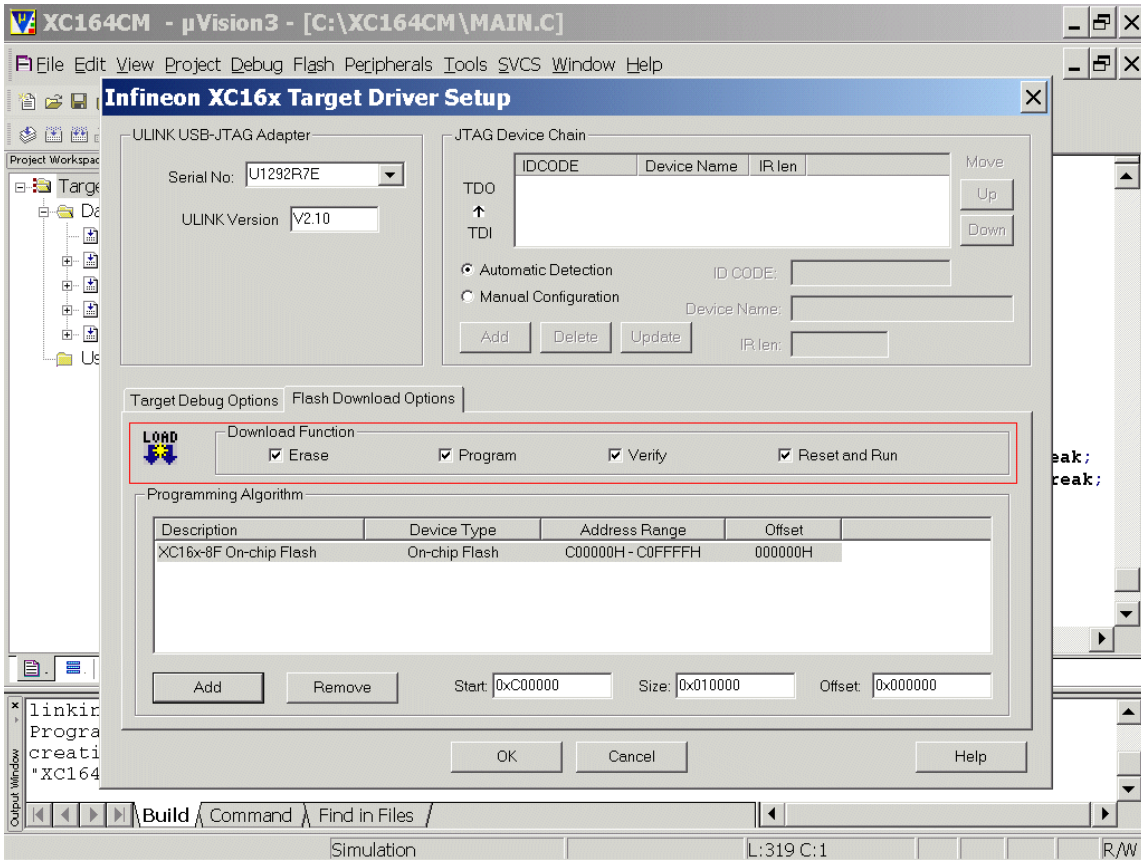 XC164CM - µVision3 - [C:\XC164CM\MAIN.C]
File Edit View Project Debug Flash Peripherals Tools SVCS Window Help
Infineon XC16x Target Driver Setup
ULINK USB-JTAG Adapter
Serial No: U1292R7E
ULINK Version V2.10
JTAG Device Chain
IDCODE Device Name IR len
Move
TDO
Up
TDI
Down
Automatic Detection
ID CODE:
Manual Configuration
Device Name:
Add Delete Update
IR len:
Project Workspac
Targe
Da
Us
Target Debug Options Flash Download Options
LOAD
Download Function
Erase Program Verify Reset and Run
eak;
reak;
Programming Algorithm
Description Device Type Address Range Offset
XC16x-8F On-chip Flash On-chip Flash C00000H - C0FFFFH 000000H
Add Remove Start: 0xC00000 Size: 0x010000 Offset: 0x000000
OK Cancel Help
linkin
Progra
creati
"XC164
Output Window
Build Command Find in Files
Simulation L:319 C:1 R/W